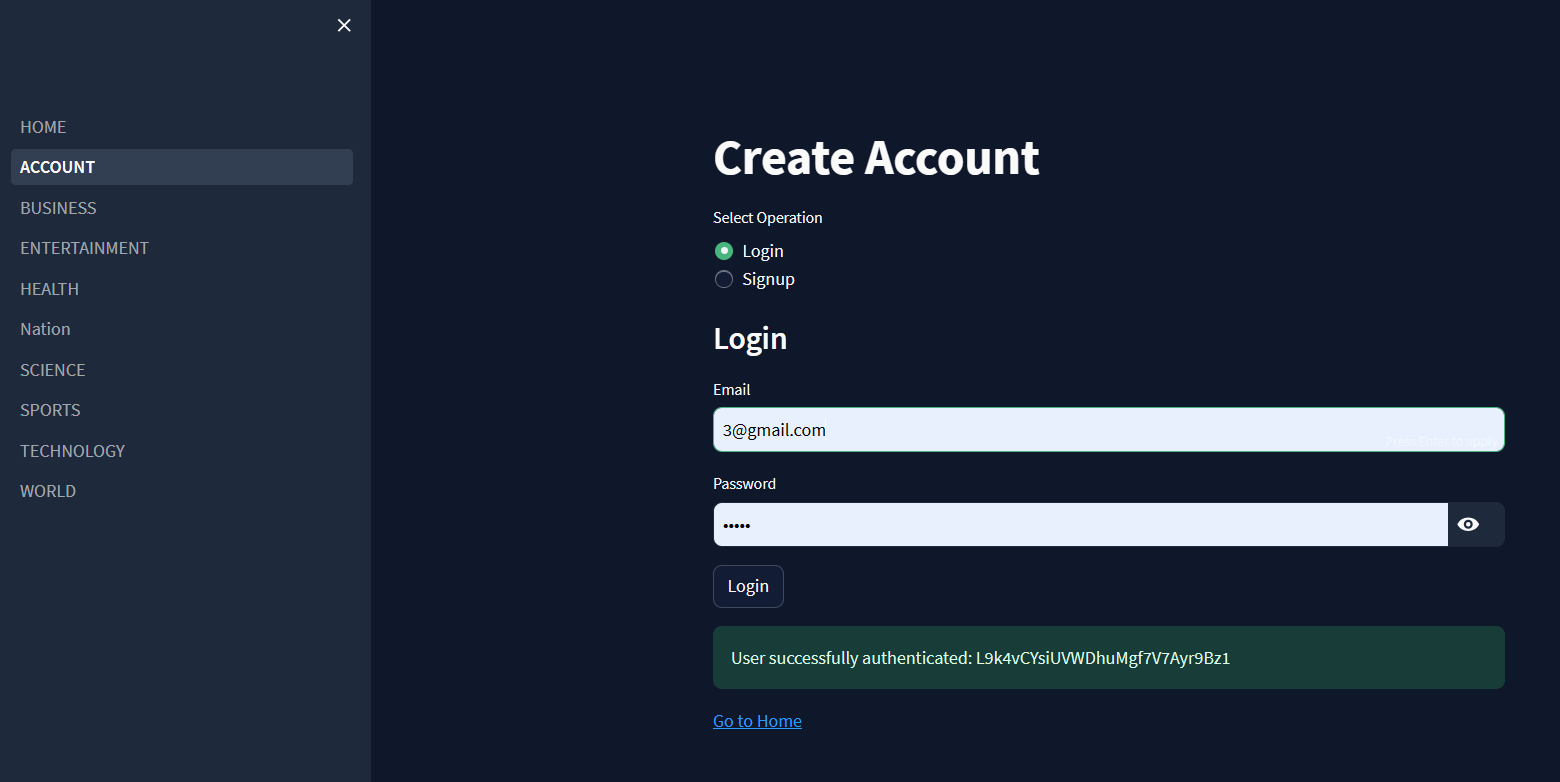 HOME
ACCOUNT
BUSINESS
ENTERTAINMENT
HEALTH
Nation
SCIENCE
SPORTS
TECHNOLOGY
WORLD
Create Account
Select Operation
Login
Signup
Login
Email
3@gmail.com
Press Enter to apply
Password
•••••
Login
User successfully authenticated: L9k4vCYsiUVWDhuMgf7V7Ayr9Bz1
Go to Home